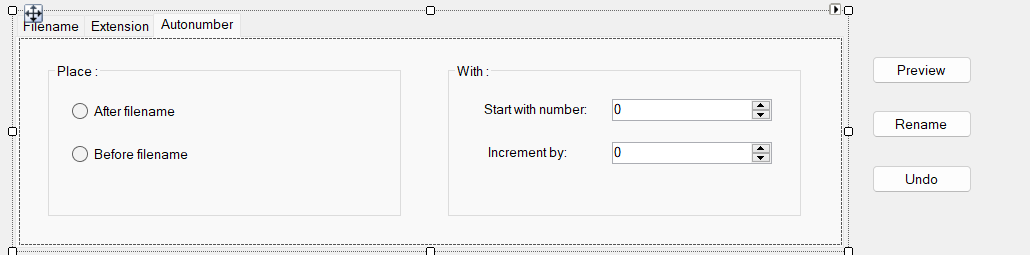 Filename Extension Autonumber
Place : With :
After filename Start with number: 0
Before filename Increment by: 0
Preview
Rename
Undo